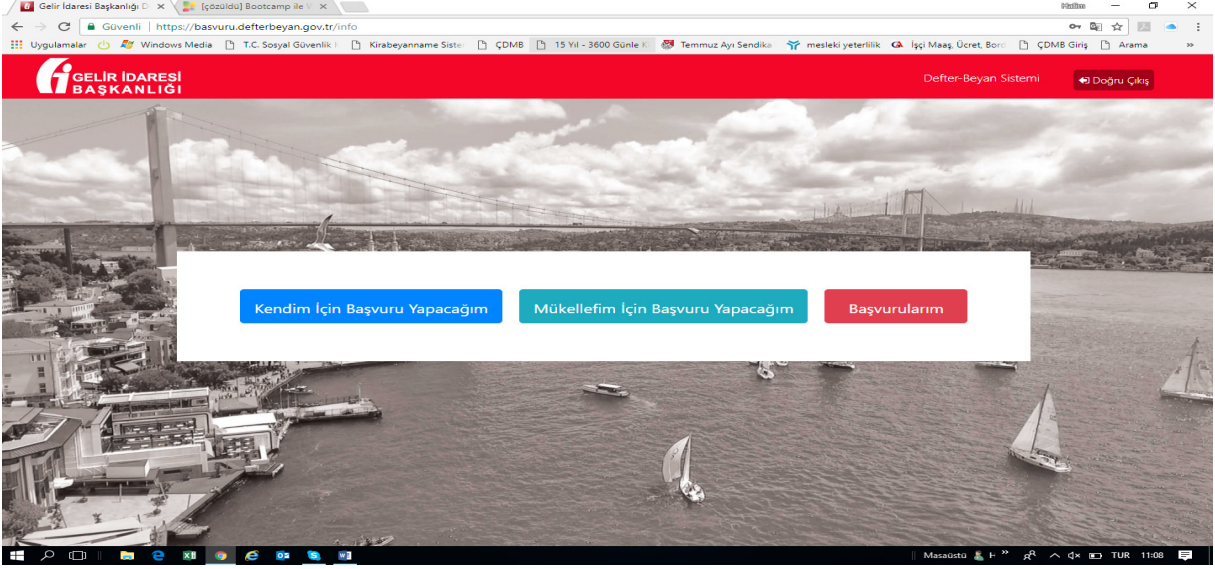 Gelir İdaresi Başkanlığı D
[çözüldü] Bootcamp ile V
Halim
Güvenli | https://basvuru.defterbeyan.gov.tr/info
Uygulamalar Windows Media T.C. Sosyal Güvenlik Kirabeyanname Siste ÇDMB 15 Yıl - 3600 Günle Kı Temmuz Ayı Sendika mesleki yeterlilik İşçi Maaş, Ücret, Bord ÇDMB Giriş Arama »
GELİR İDARESİ
BAŞKANLIĞI
Defter-Beyan Sistemi
Doğru Çıkış
Kendim İçin Başvuru Yapacağım
Mükellefim İçin Başvuru Yapacağım
Başvurularım
Masaüstü H » TUR 11:08